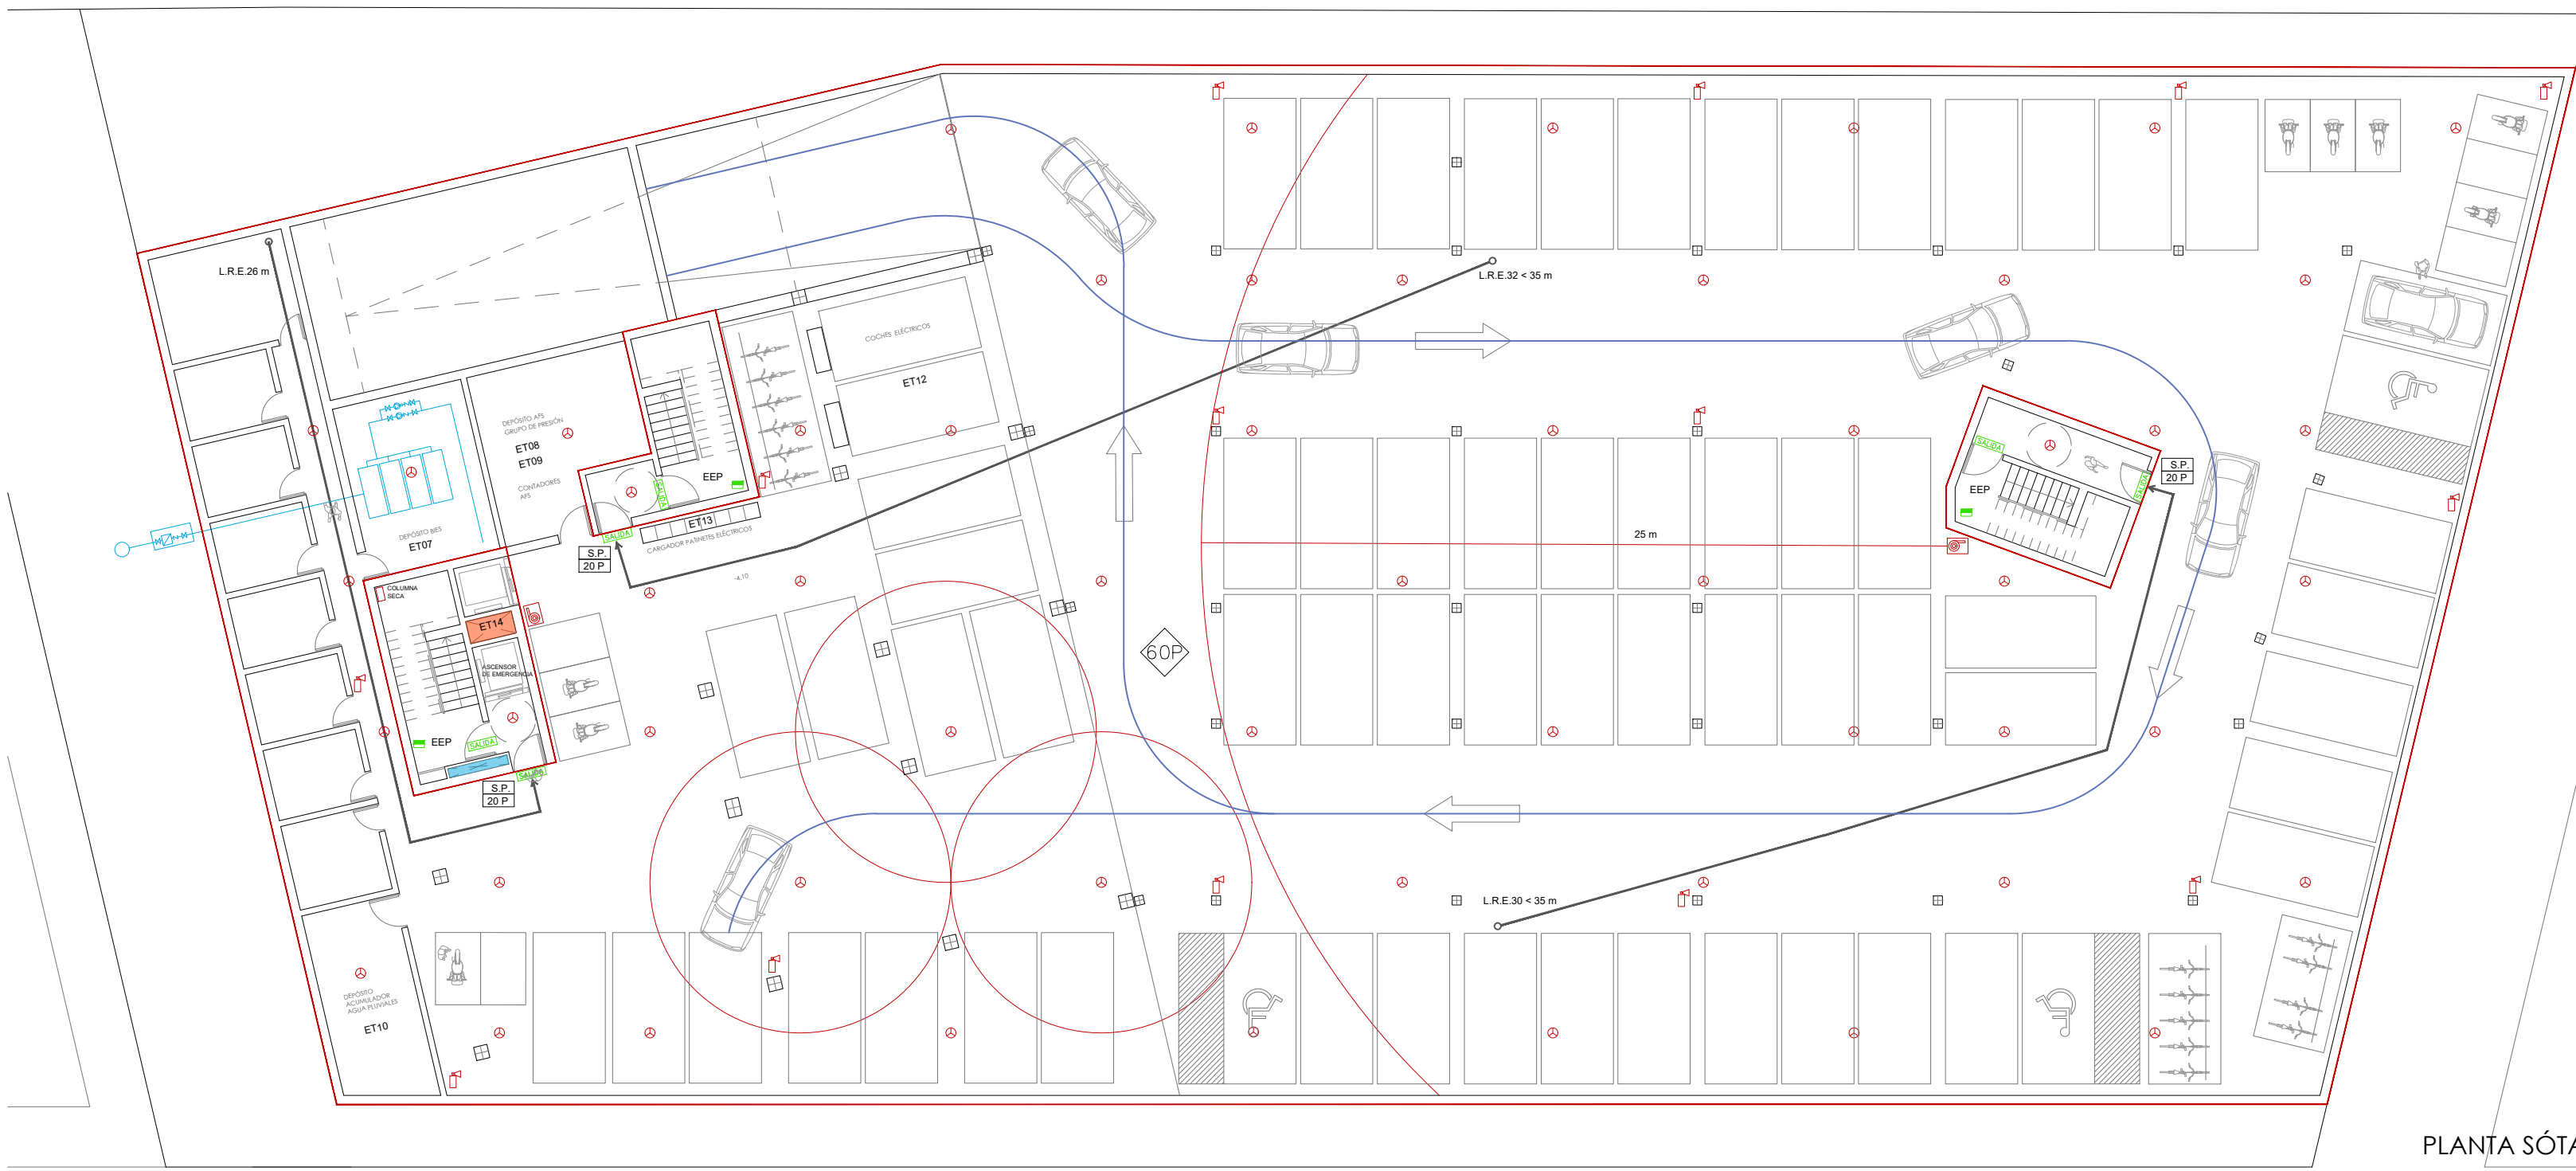 L.R.E.26 m
L.R.E.32 < 35 m
COCHES ELÉCTRICOS
ET12
DEPÓSITO AFS
GRUPO DE PRESIÓN
ET08
ET09
CONTADORES
AFS
EEP
SALIDA
ET13
SALIDA
CARGADOR PATINETES ELÉCTRICOS
S.P.
20 P
-4,10
DEPÓSITO BIES
ET07
SALIDA
EEP
SALIDA
S.P.
20 P
25 m
COLUMNA
SECA
ET14
ASCENSOR
DE EMERGENCIA
60P
EEP
SALIDA
SALIDA
S.P.
20 P
L.R.E.30 < 35 m
DEPÓSITO
ACUMULADOR
AGUA PLUVIALES
ET10
PLANTA SÓTA